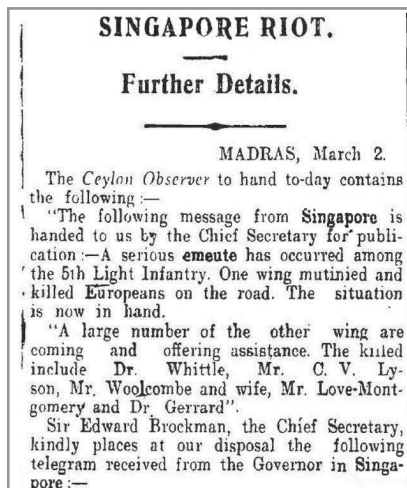 SINGAPORE RIOT.
Further Details.
MADRAS, March 2.
The Ceylon Observer to hand to-day contains
the following :—
"The following message from Singapore is
handed to us by the Chief Secretary for publi-
cation :—A serious emeute has occurred among
the 5th Light Infantry. One wing mutinied and
killed Europeans on the road. The situation
is now in hand.
"A large number of the other wing are
coming and offering assistance. The killed
include Dr. Whittle, Mr. C. V. Ly-
son, Mr. Woolcombe and wife, Mr. Love-Mont-
gomery and Dr. Gerrard".
Sir Edward Brockman, the Chief Secretary,
kindly places at our disposal the following
telegram received from the Governor in Singa-
pore :—